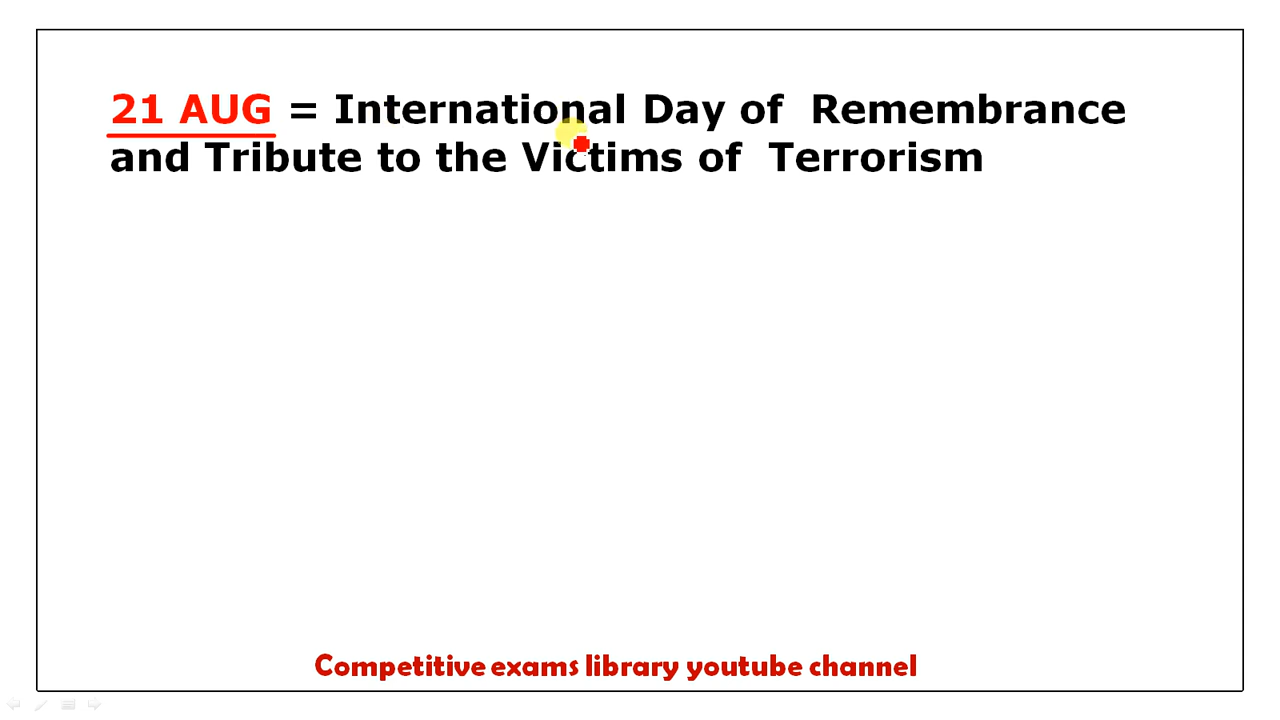 21 AUG = International Day of Remembrance
and Tribute to the Victims of Terrorism
Competitive exams library youtube channel